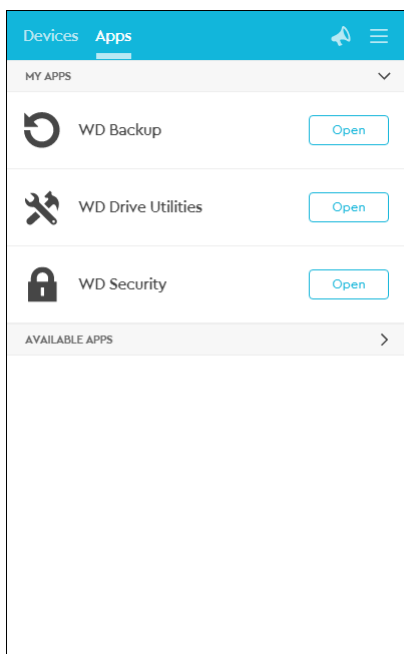 Devices Apps
MY APPS
WD Backup Open
WD Drive Utilities Open
WD Security Open
AVAILABLE APPS